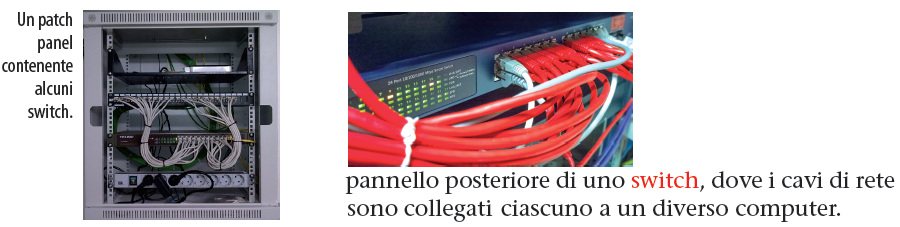 Un patch
panel
contenente
alcuni
switch.
pannello posteriore di uno switch, dove i cavi di rete
sono collegati ciascuno a un diverso computer.